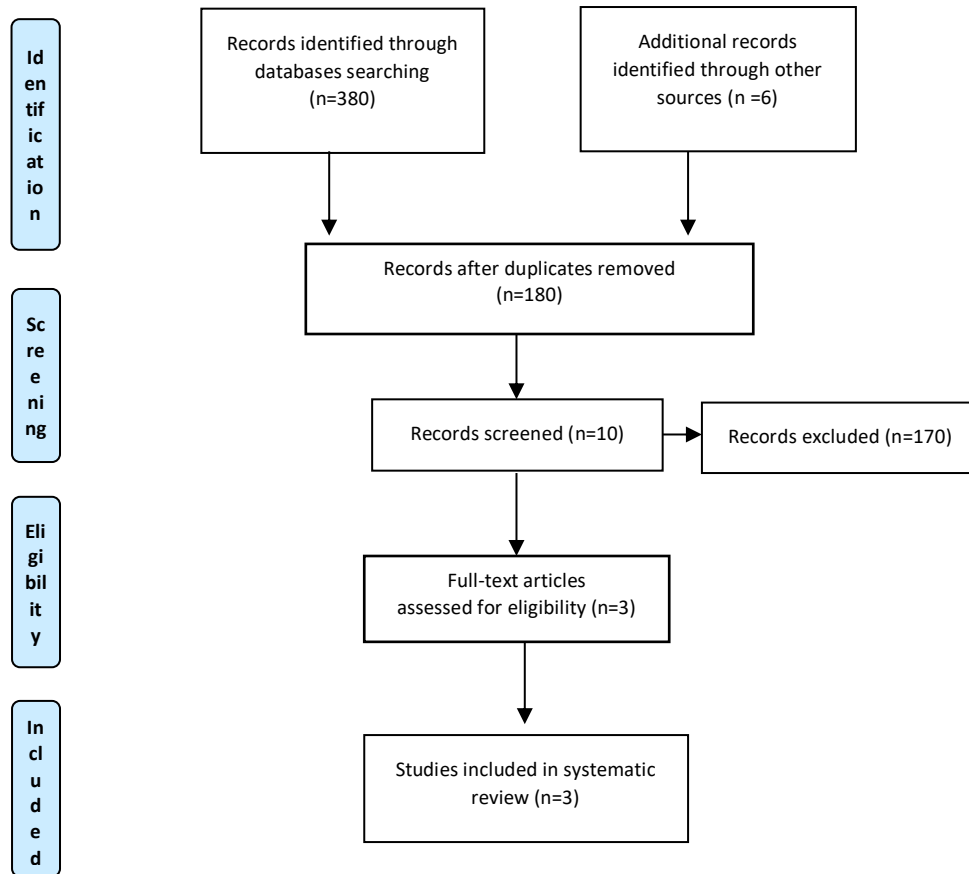 Id
en
tif
ic
at
io
n
Records identified through
databases searching
(n=380)
Additional records
identified through other
sources (n =6)
Records after duplicates removed
(n=180)
Sc
re
e
ni
ng
Records screened (n=10)
Records excluded (n=170)
Eli
gi
bil
it
y
Full-text articles
assessed for eligibility (n=3)
In
cl
u
d
e
d
Studies included in systematic
review (n=3)